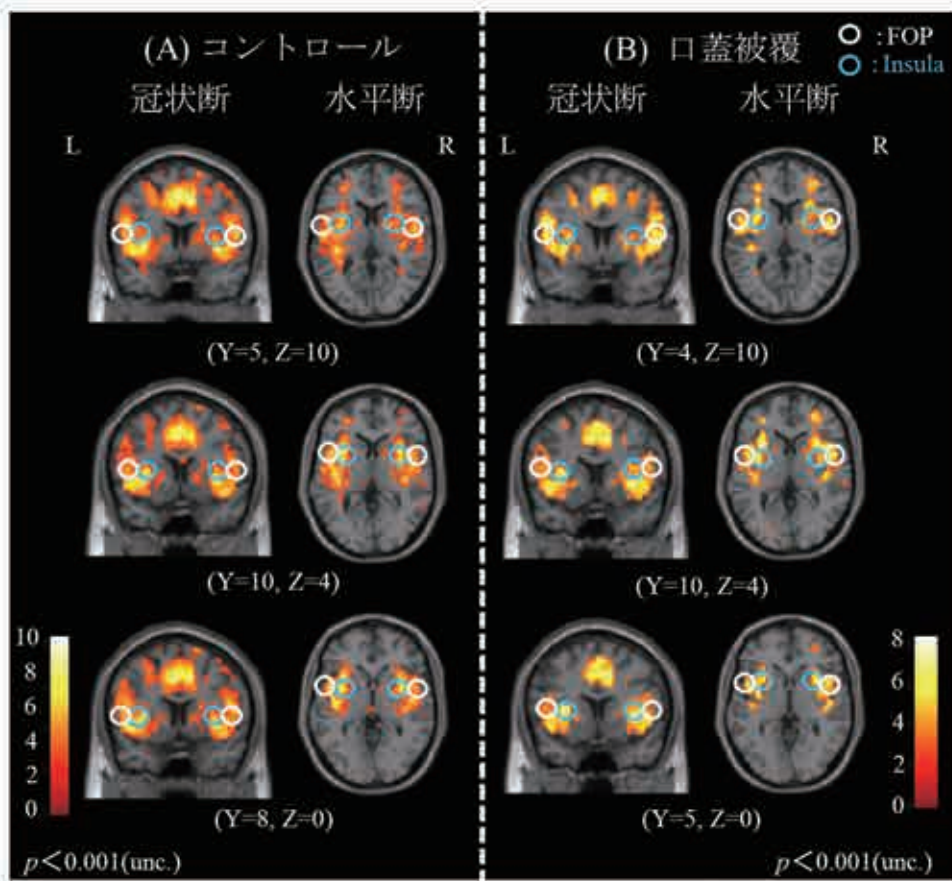 (A) コントロール
冠状断 水平断
L R
(Y=5, Z=10)
(Y=10, Z=4)
10
8
6
4
2
0
(Y=8, Z=0)
p＜0.001(unc.)
(B) 口蓋被覆
:FOP
:Insula
冠状断 水平断
L R
(Y=4, Z=10)
(Y=10, Z=4)
8
6
4
2
0
(Y=5, Z=0)
p＜0.001(unc.)